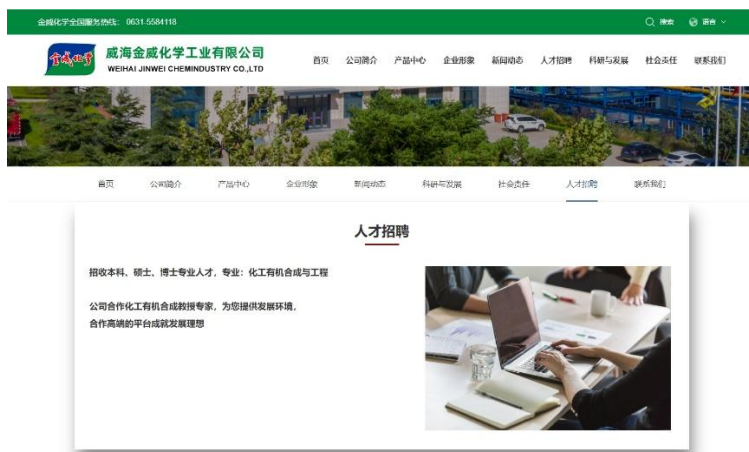 金威化学全国服务热线: 0631-5584118
搜索 语言
金威化学
威海金威化学工业有限公司
WEIHAI JINWEI CHEMINDUSTRY CO.,LTD
首页 公司简介 产品中心 企业形象 新闻动态 人才招聘 科研与发展 社会责任 联系我们
首页 公司简介 产品中心 企业形象 新闻动态 科研与发展 社会责任 人才招聘 联系我们
人才招聘
招收本科、硕士、博士专业人才，专业：化工有机合成与工程
公司合作化工有机合成教授专家，为您提供发展环境，
合作高端的平台成就发展理想